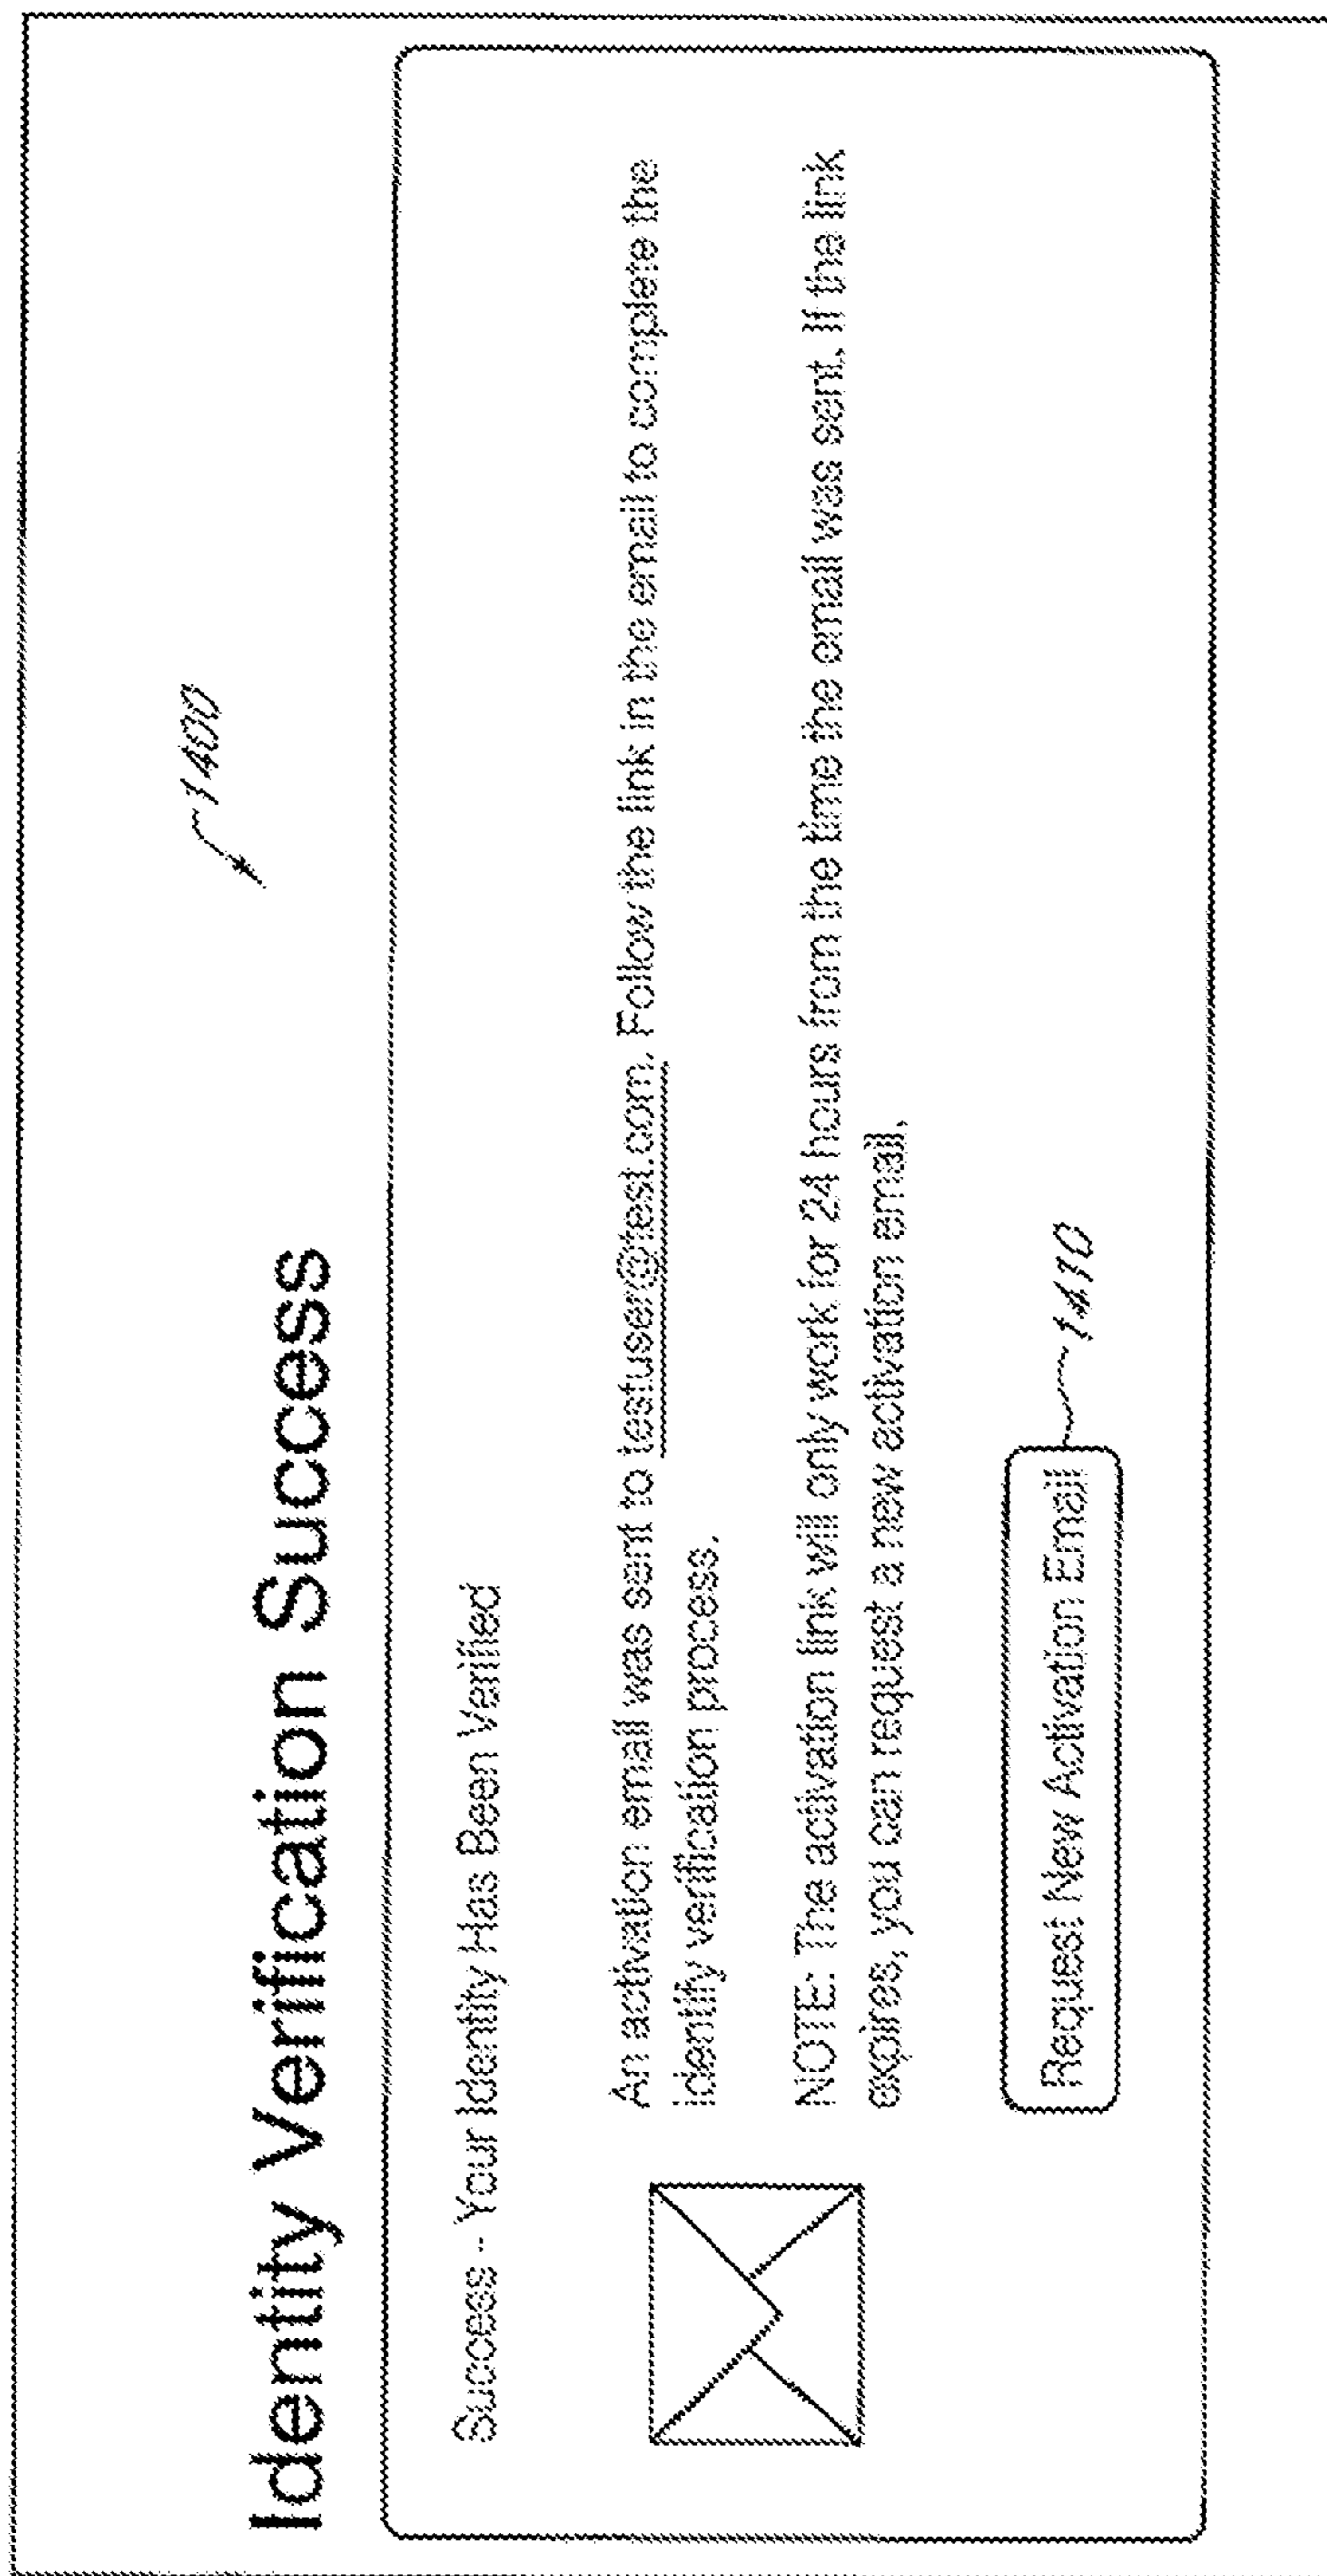 1400
Identity Verification Success
Success - Your Identity Has Been Verified
An activation email was sent to testuser@test.com. Follow the link in the email to complete the
identify verification process.
NOTE: The activation link will only work for 24 hours from the time the email was sent. If the link
expires, you can request a new activation email.
Request New Activation Email
1410